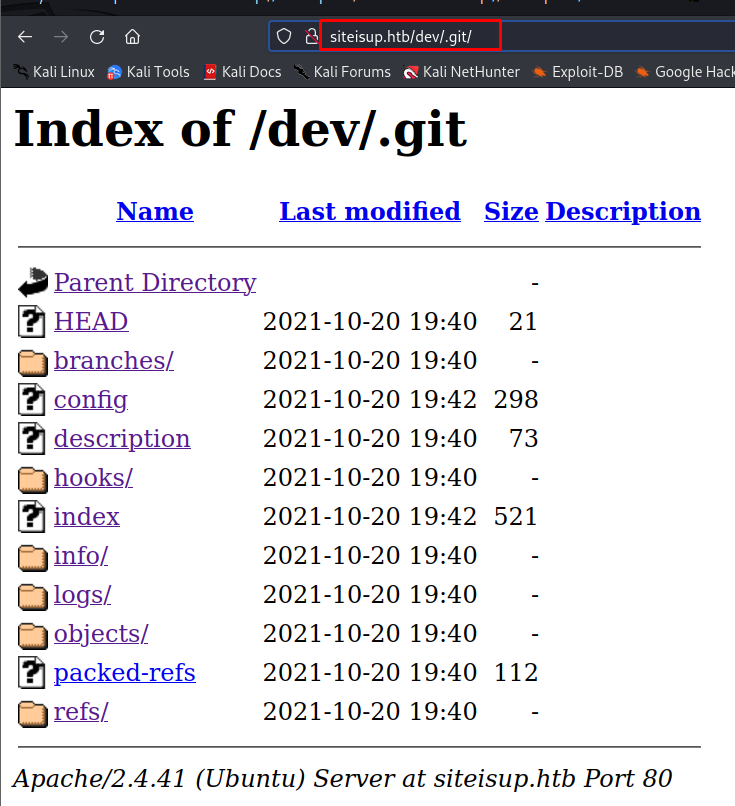 siteisup.htb/dev/.git/
Kali Linux Kali Tools Kali Docs Kali Forums Kali NetHunter Exploit-DB Google Hack
Index of /dev/.git
Name Last modified Size Description
Parent Directory -
HEAD 2021-10-20 19:40 21
branches/ 2021-10-20 19:40 -
config 2021-10-20 19:42 298
description 2021-10-20 19:40 73
hooks/ 2021-10-20 19:40 -
index 2021-10-20 19:42 521
info/ 2021-10-20 19:40 -
logs/ 2021-10-20 19:40 -
objects/ 2021-10-20 19:40 -
packed-refs 2021-10-20 19:40 112
refs/ 2021-10-20 19:40 -
Apache/2.4.41 (Ubuntu) Server at siteisup.htb Port 80